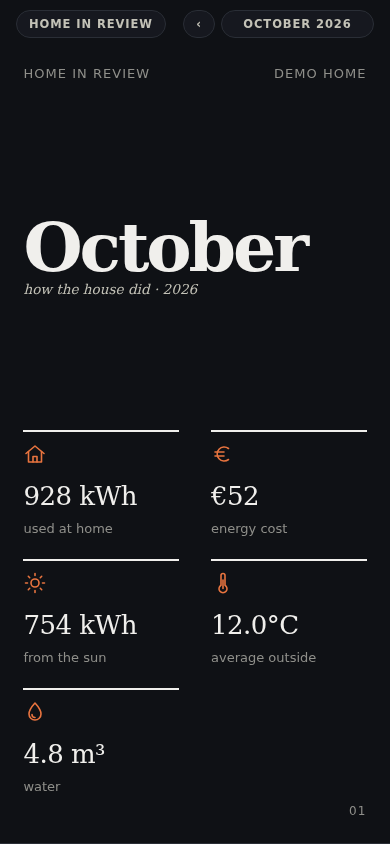 HOME IN REVIEW
‹
OCTOBER 2026
HOME IN REVIEW
DEMO HOME
October
how the house did · 2026
928 kWh
used at home
€52
energy cost
754 kWh
from the sun
12.0°C
average outside
4.8 m³
water
01